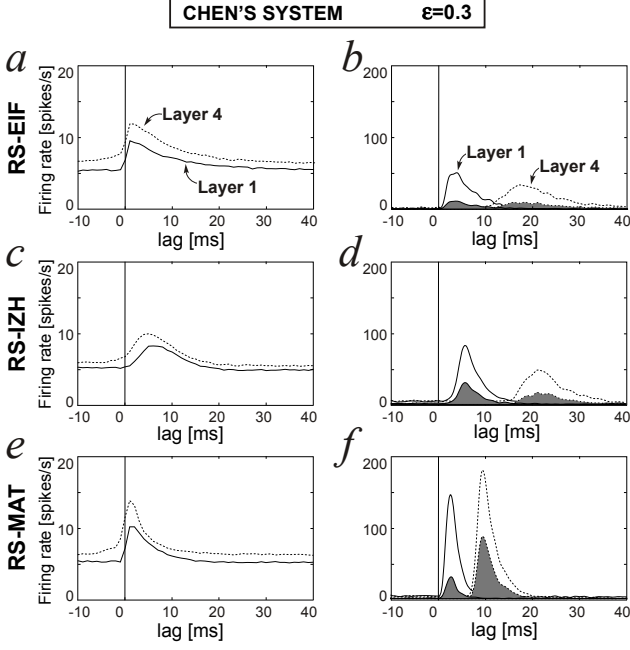 CHEN'S SYSTEM ε=0.3
a
b
RS-EIF
Firing rate [spikes/s]
20
10
0
Layer 4
Layer 1
-10 0 10 20 30 40
lag [ms]
200
100
0
Layer 1
Layer 4
-10 0 10 20 30 40
lag [ms]
c
d
RS-IZH
Firing rate [spikes/s]
20
10
0
-10 0 10 20 30 40
lag [ms]
200
100
0
-10 0 10 20 30 40
lag [ms]
e
f
RS-MAT
Firing rate [spikes/s]
20
10
0
-10 0 10 20 30 40
lag [ms]
200
100
0
-10 0 10 20 30 40
lag [ms]